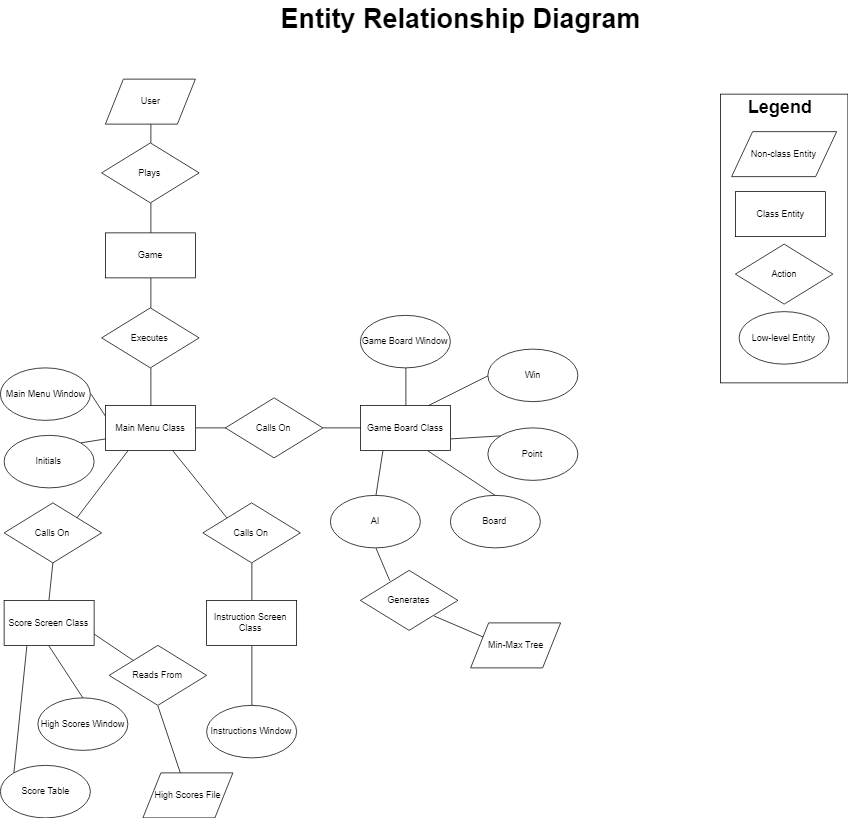 Entity Relationship Diagram
User
Plays
Game
Executes
Main Menu Window
Initials
Main Menu Class
Calls On
Game Board Class
Game Board Window
Win
Point
Board
AI
Generates
Min-Max Tree
Calls On
Calls On
Score Screen Class
Instruction Screen
Class
Reads From
High Scores Window
Instructions Window
Score Table
High Scores File
Legend
Non-class Entity
Class Entity
Action
Low-level Entity